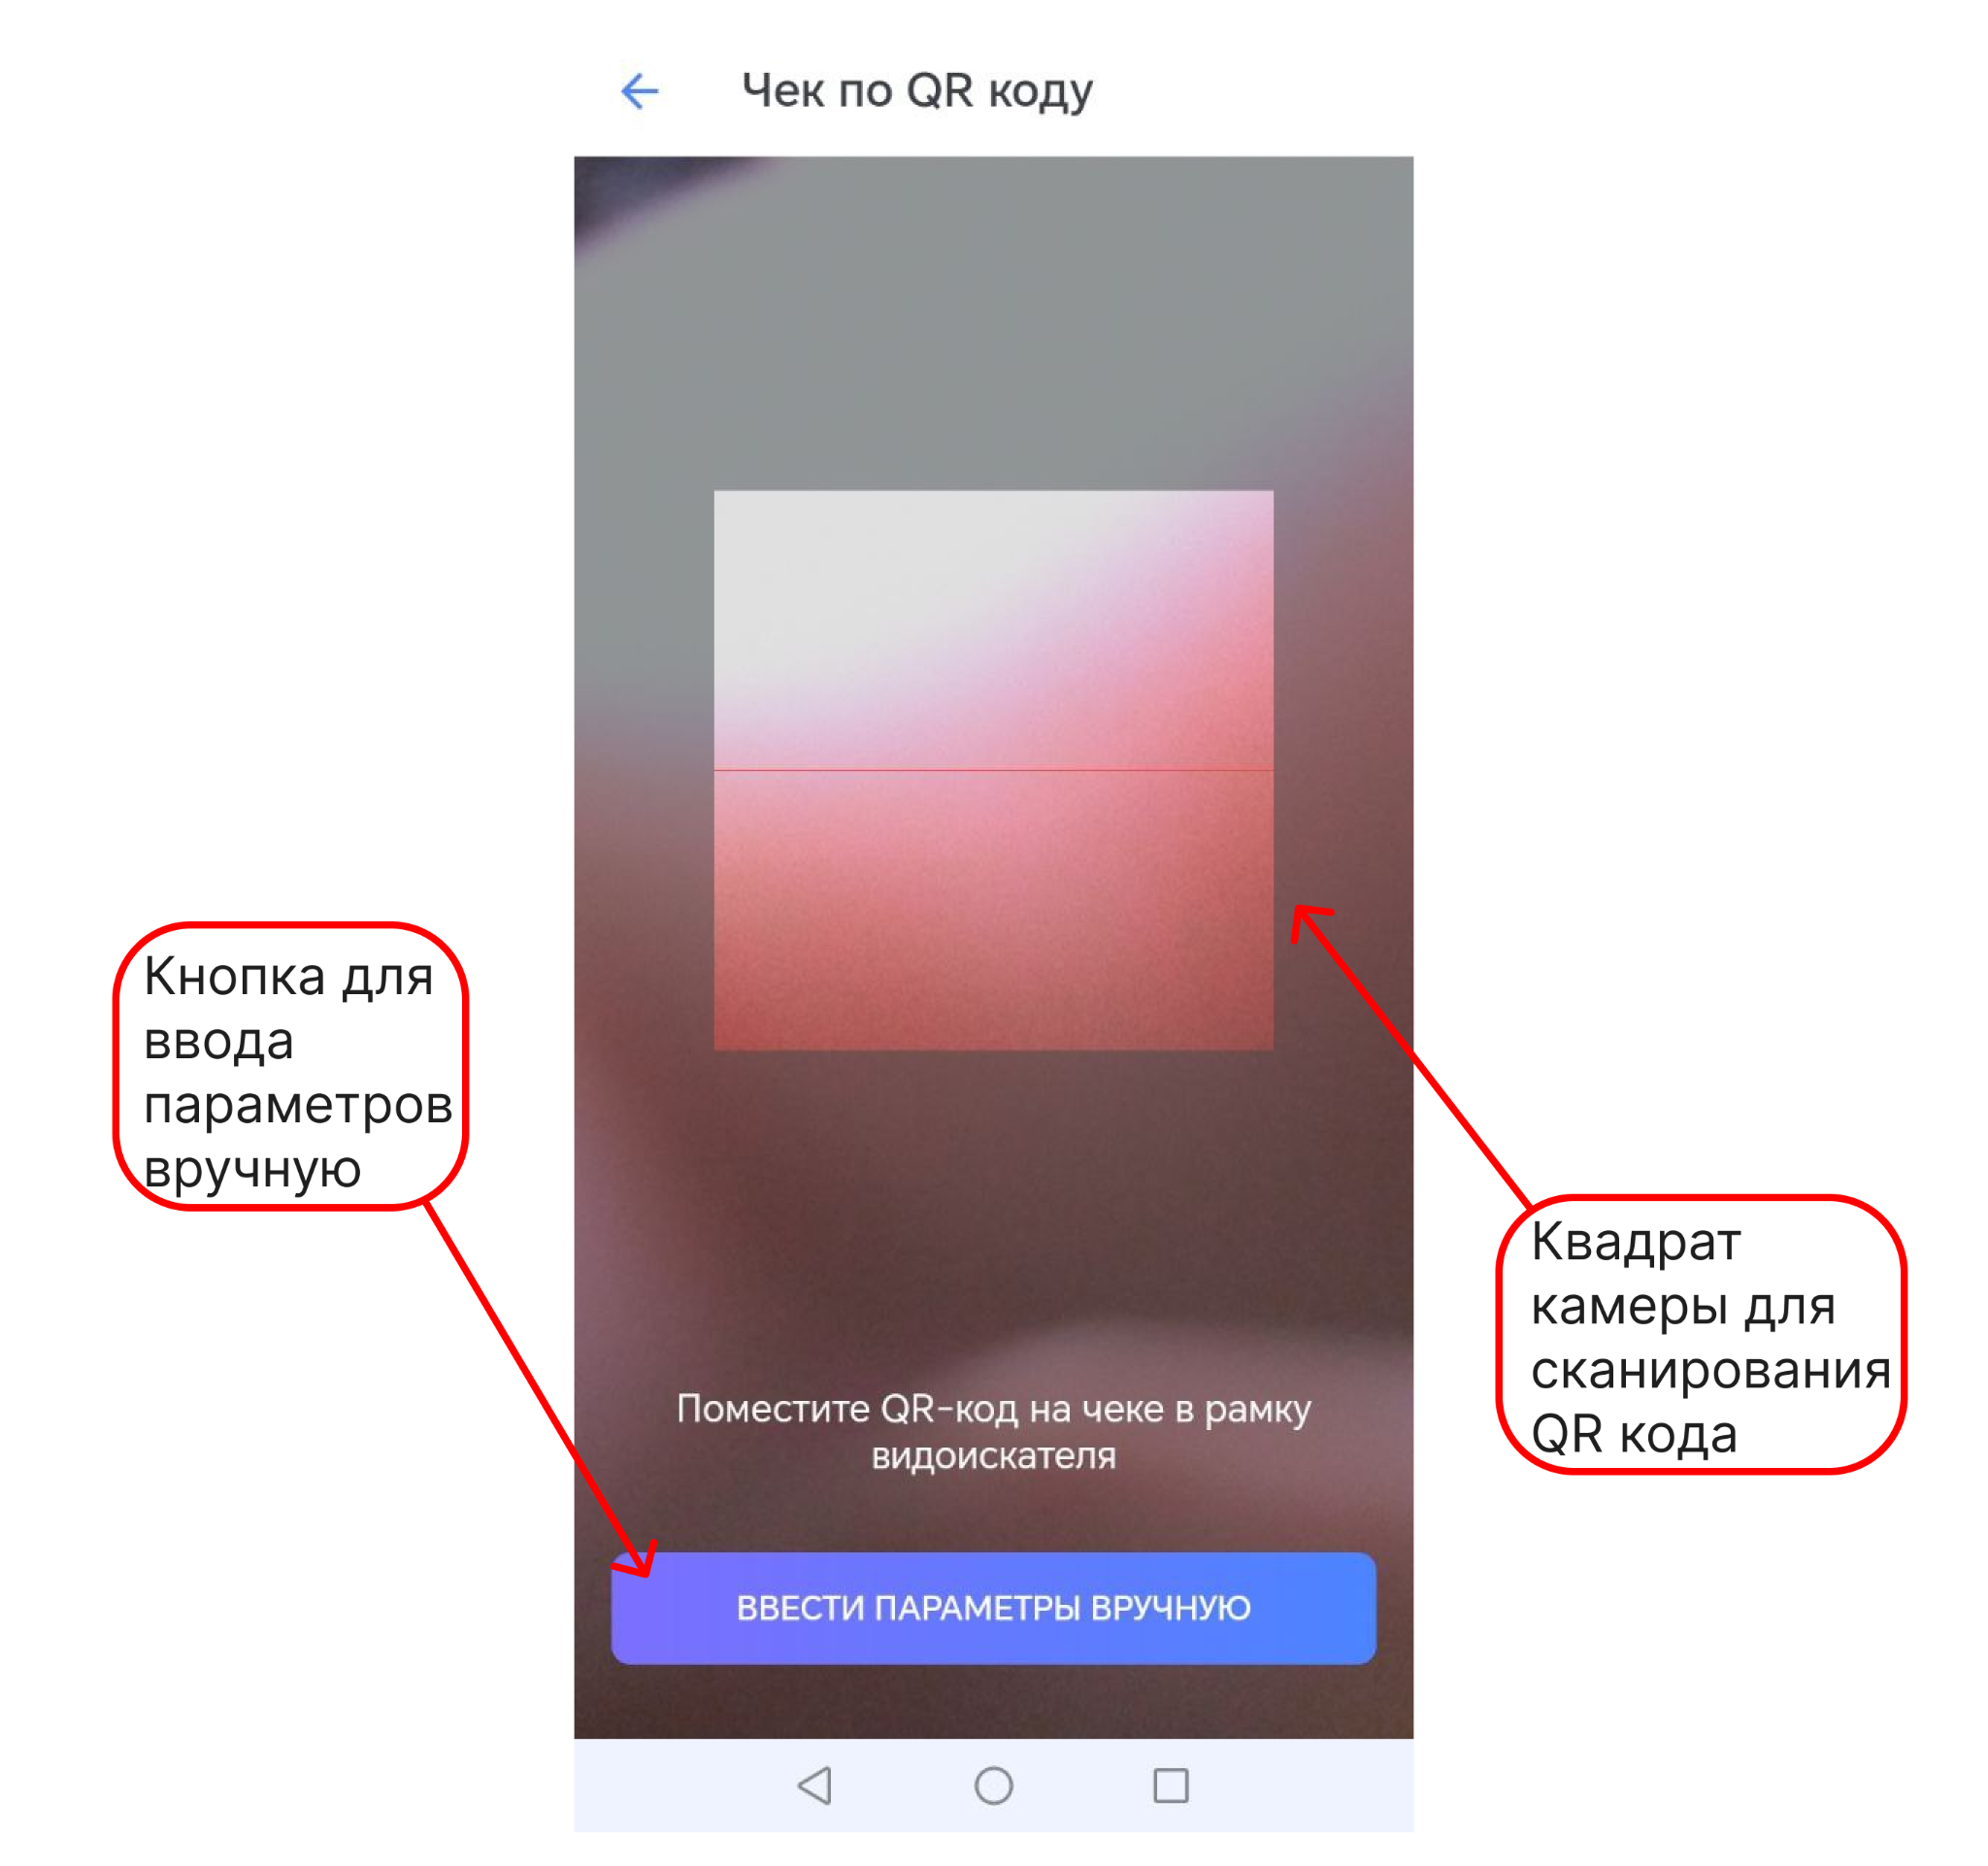 Чек по QR коду
Кнопка для
ввода
параметров
вручную
Квадрат
камеры для
сканирования
QR кода
Поместите QR-код на чеке в рамку
видоискателя
ВВЕСТИ ПАРАМЕТРЫ ВРУЧНУЮ